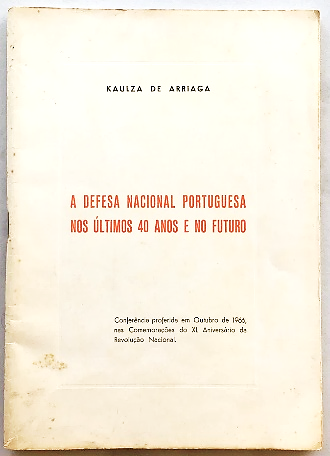 KAULZA DE ARRIAGA
A DEFESA NACIONAL PORTUGUESA
NOS ÚLTIMOS 40 ANOS E NO FUTURO
Conferência proferida em Outubro de 1966,
nas Comemorações do XL Aniversário da
Revolução Nacional.